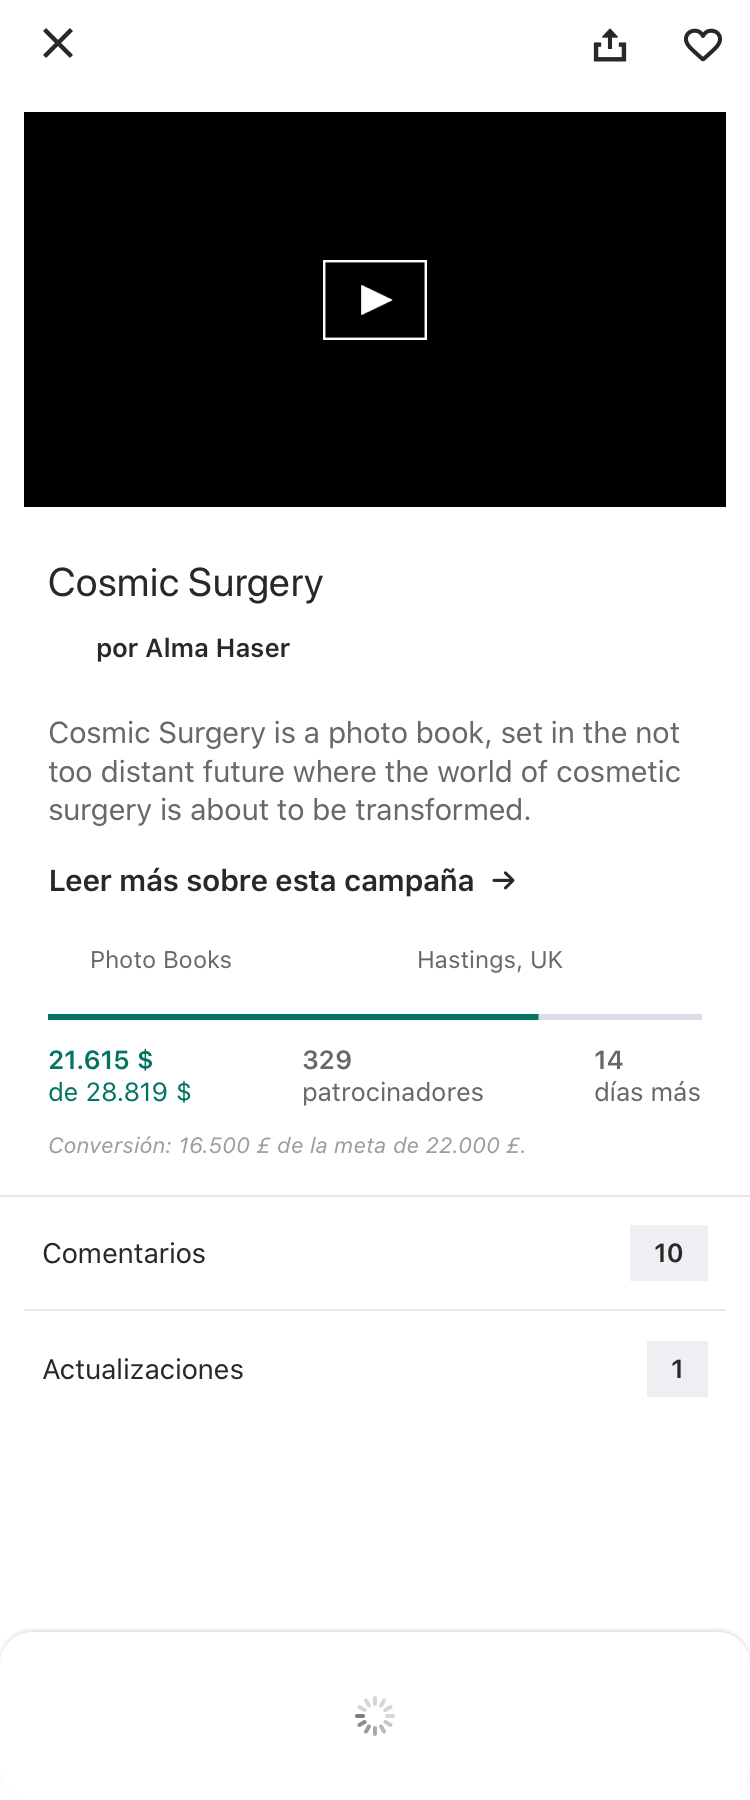 Cosmic Surgery
por Alma Haser
Cosmic Surgery is a photo book, set in the not
too distant future where the world of cosmetic
surgery is about to be transformed.
Leer más sobre esta campaña →
Photo Books
Hastings, UK
21.615 $
de 28.819 $
329
patrocinadores
14
días más
Conversión: 16.500 £ de la meta de 22.000 £.
Comentarios
10
Actualizaciones
1